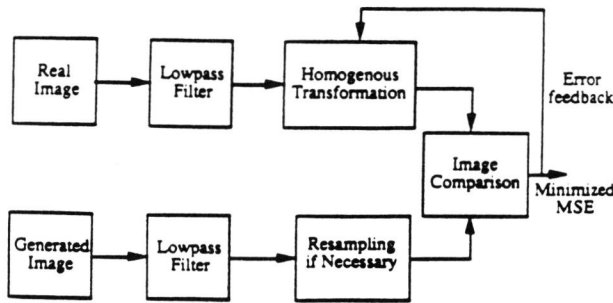 Real
Image
Lowpass
Filter
Homogenous
Transformation
Error
feedback
Image
Comparison
Minimized
MSE
Generated
Image
Lowpass
Filter
Resampling
if Necessary